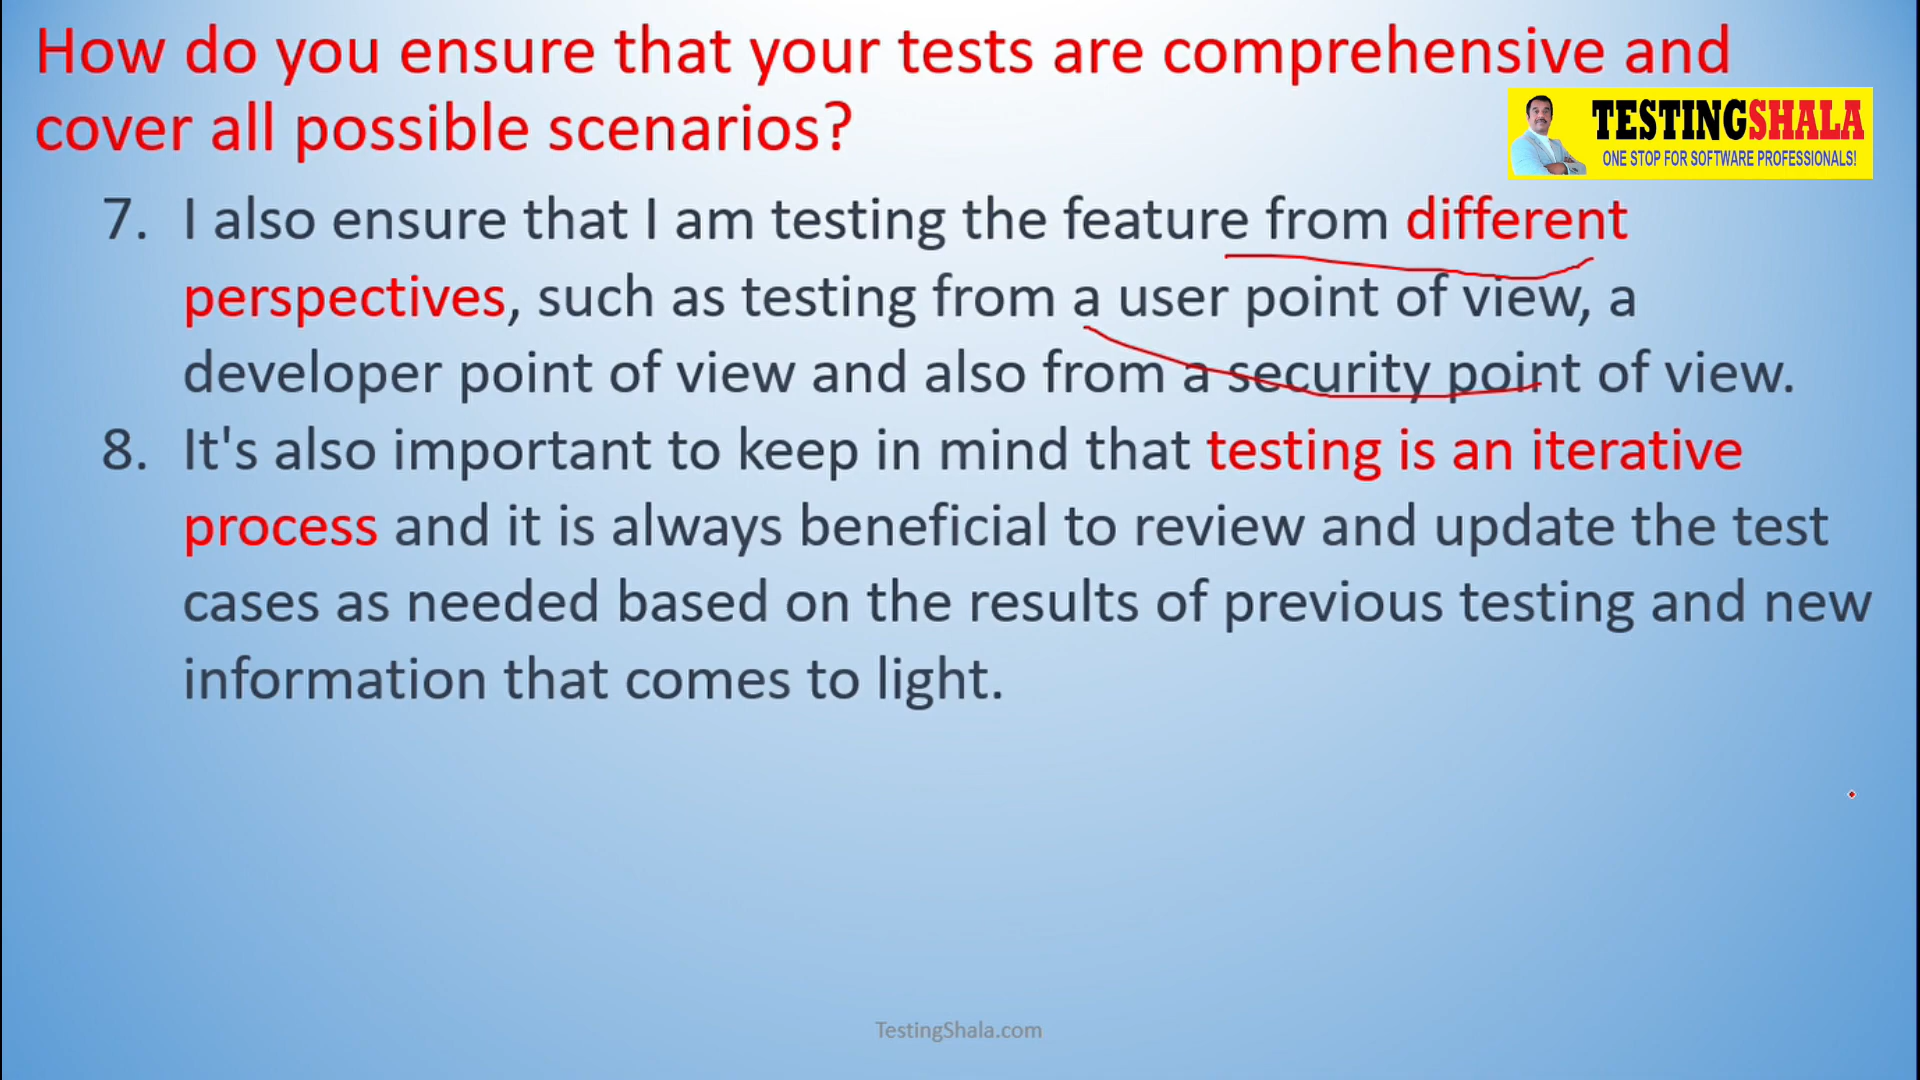 How do you ensure that your tests are comprehensive and
cover all possible scenarios?
TESTINGSHALA
ONE STOP FOR SOFTWARE PROFESSIONALS!
7. I also ensure that I am testing the feature from different
perspectives, such as testing from a user point of view, a
developer point of view and also from a security point of view.
8. It's also important to keep in mind that testing is an iterative
process and it is always beneficial to review and update the test
cases as needed based on the results of previous testing and new
information that comes to light.
TestingShala.com